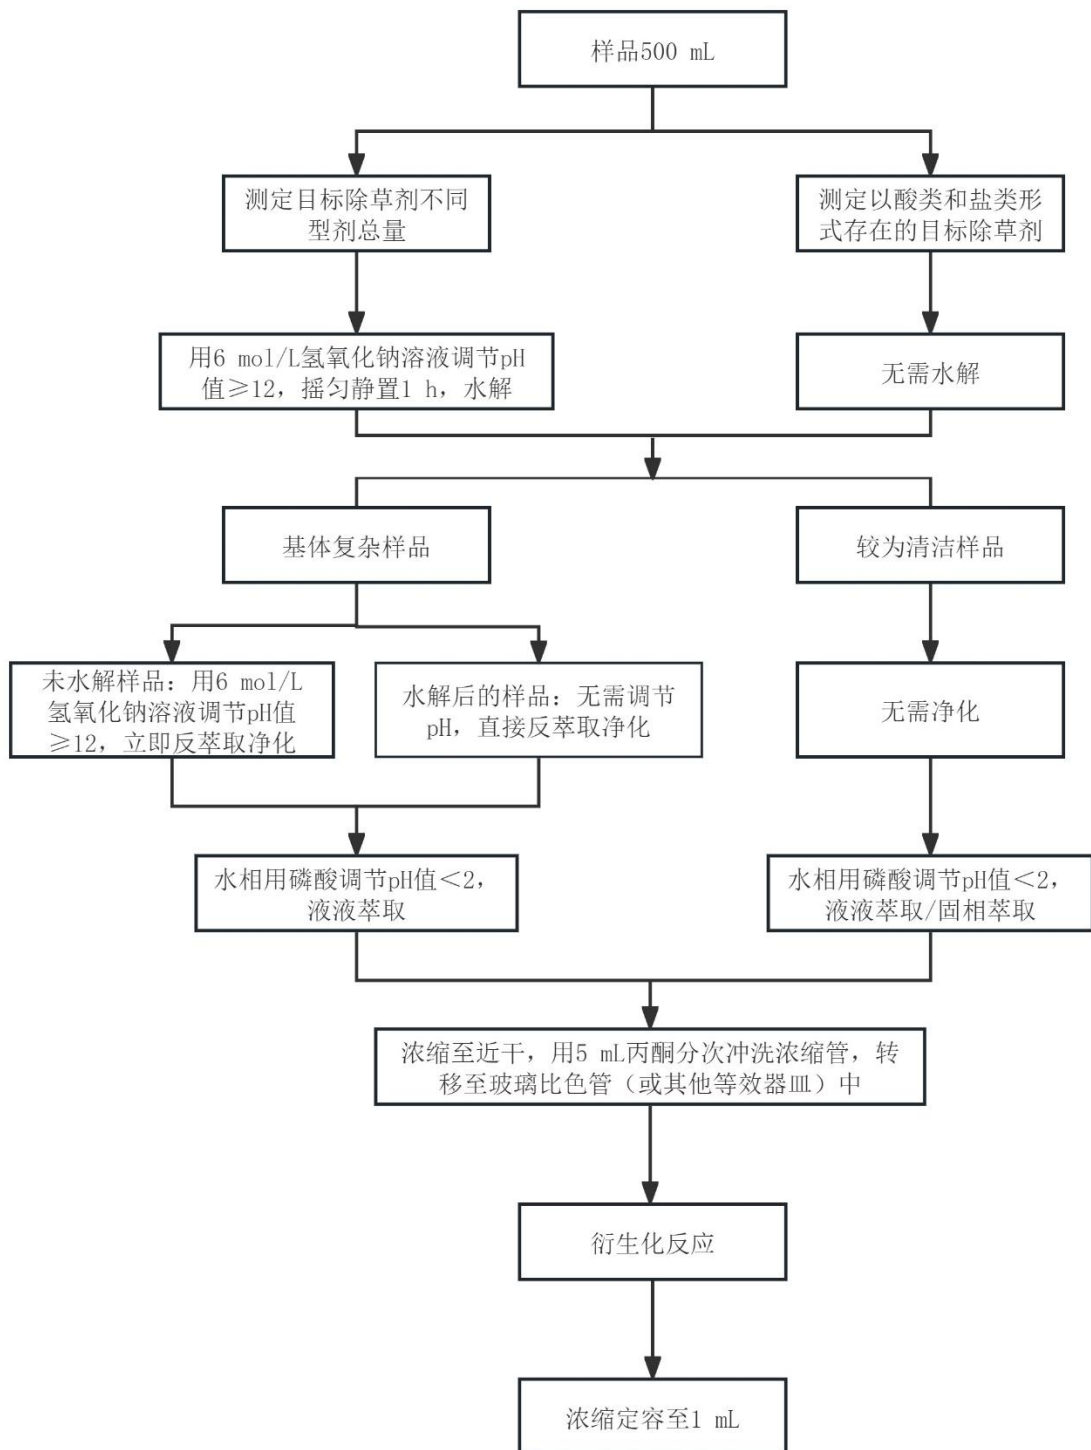 样品500 mL
测定目标除草剂不同
型剂总量
测定以酸类和盐类形
式存在的目标除草剂
用6 mol/L氢氧化钠溶液调节pH
值≥12，摇匀静置1 h，水解
无需水解
基体复杂样品
较为清洁样品
未水解样品：用6 mol/L
氢氧化钠溶液调节pH值
≥12，立即反萃取净化
水解后的样品：无需调节
pH，直接反萃取净化
无需净化
水相用磷酸调节pH值＜2，
液液萃取
水相用磷酸调节pH值＜2，
液液萃取/固相萃取
浓缩至近干，用5 mL丙酮分次冲洗浓缩管，转
移至玻璃比色管（或其他等效器皿）中
衍生化反应
浓缩定容至1 mL